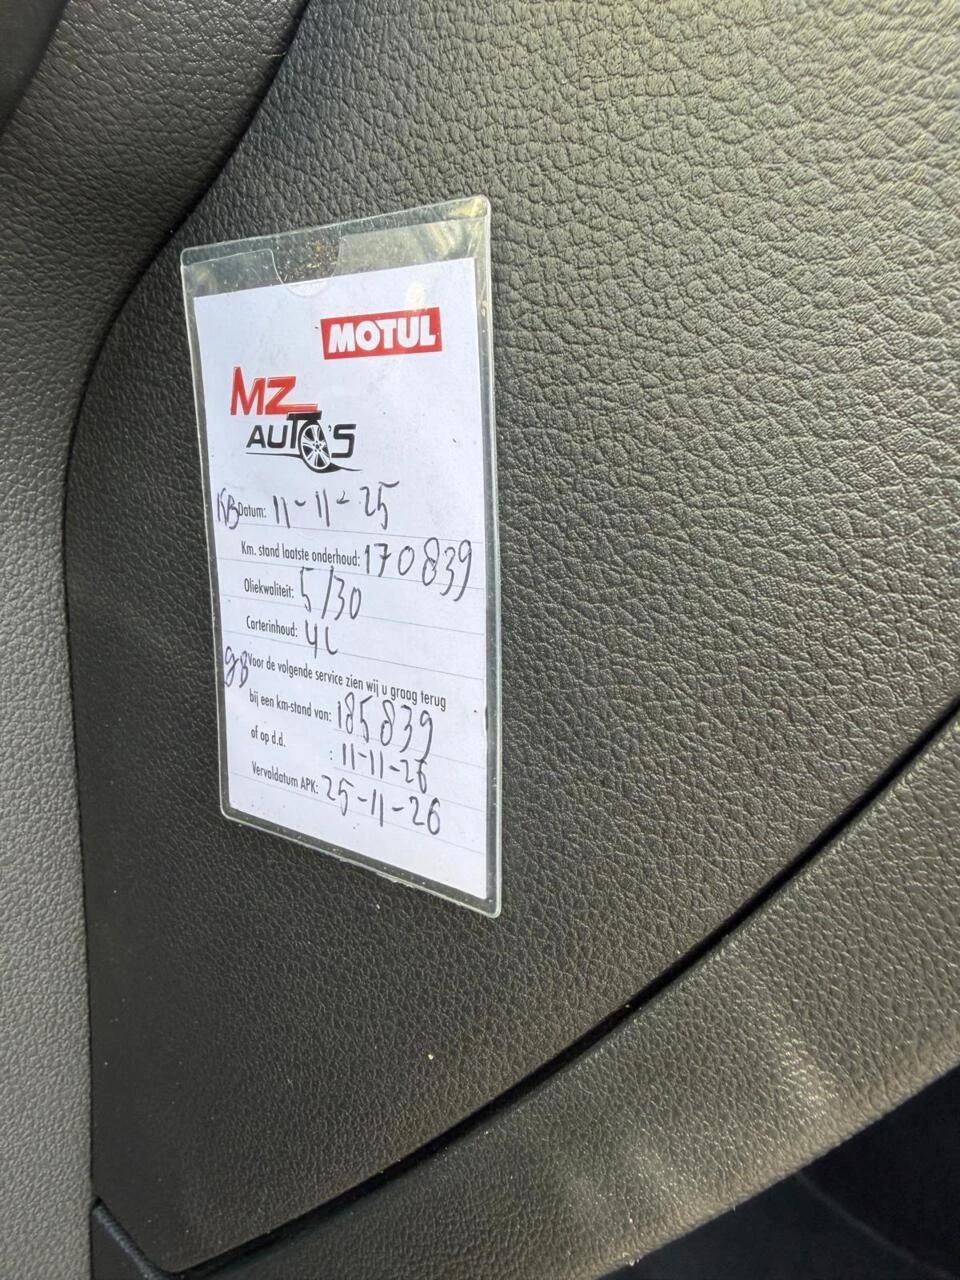 MOTUL
MZ
AUTO'S
KB Datum: 11-11-25
Km. stand laatste onderhoud: 170839
Oliekwaliteit: 5/30
Carterinhoud: 4L
Voor de volgende service zien wij u graag terug
bij een km-stand van: 185839
of op d.d. : 11-11-26
Vervaldatum APK: 25-11-26